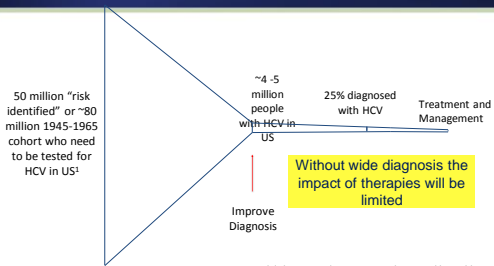 50 million “risk
identified” or ~80
million 1945-1965
cohort who need
to be tested for
HCV in US¹
~4 -5
million
people
with HCV in
US
25% diagnosed
with HCV
Treatment and
Management
Improve
Diagnosis
Without wide diagnosis the
impact of therapies will be
limited